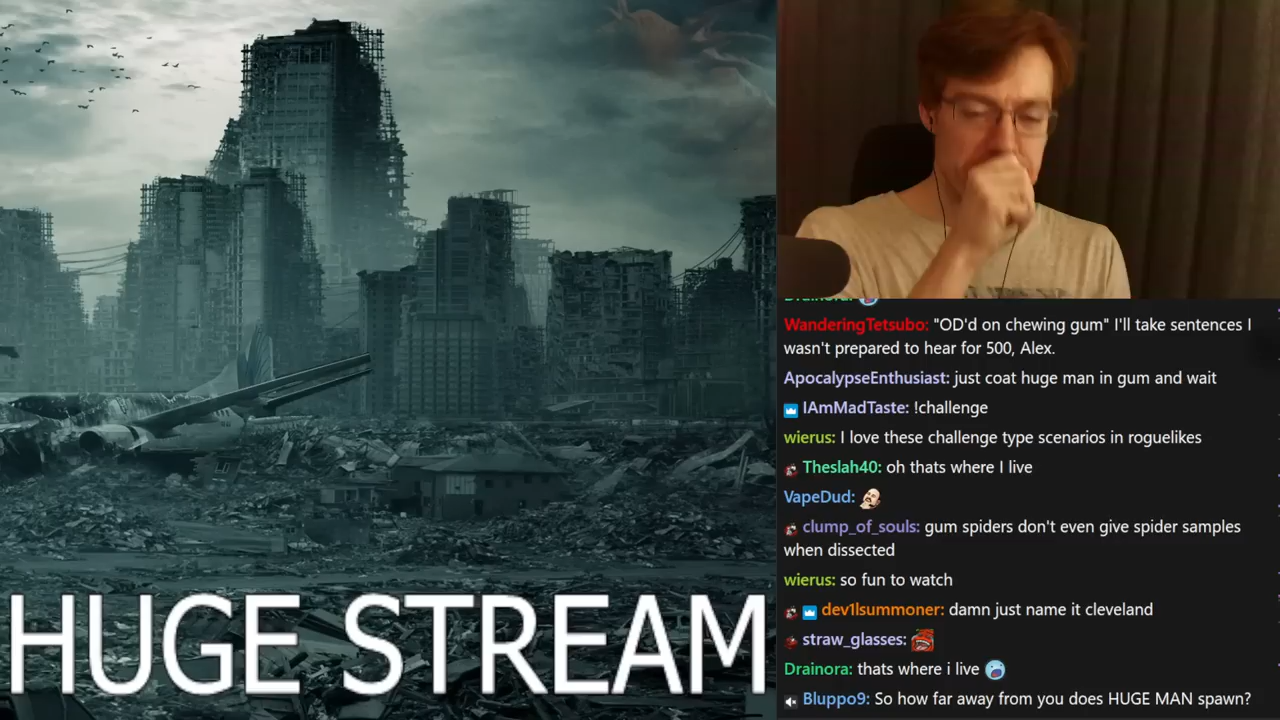 HUGE STREAM
WanderingTetsubo: "OD'd on chewing gum" I'll take sentences I
wasn't prepared to hear for 500, Alex.
ApocalypseEnthusiast: just coat huge man in gum and wait
IAmMadTaste: !challenge
wierus: I love these challenge type scenarios in roguelikes
Theslah40: oh thats where I live
VapeDud:
clump_of_souls: gum spiders don't even give spider samples
when dissected
wierus: so fun to watch
dev1lsummoner: damn just name it cleveland
straw_glasses:
Drainora: thats where i live
Bluppo9: So how far away from you does HUGE MAN spawn?